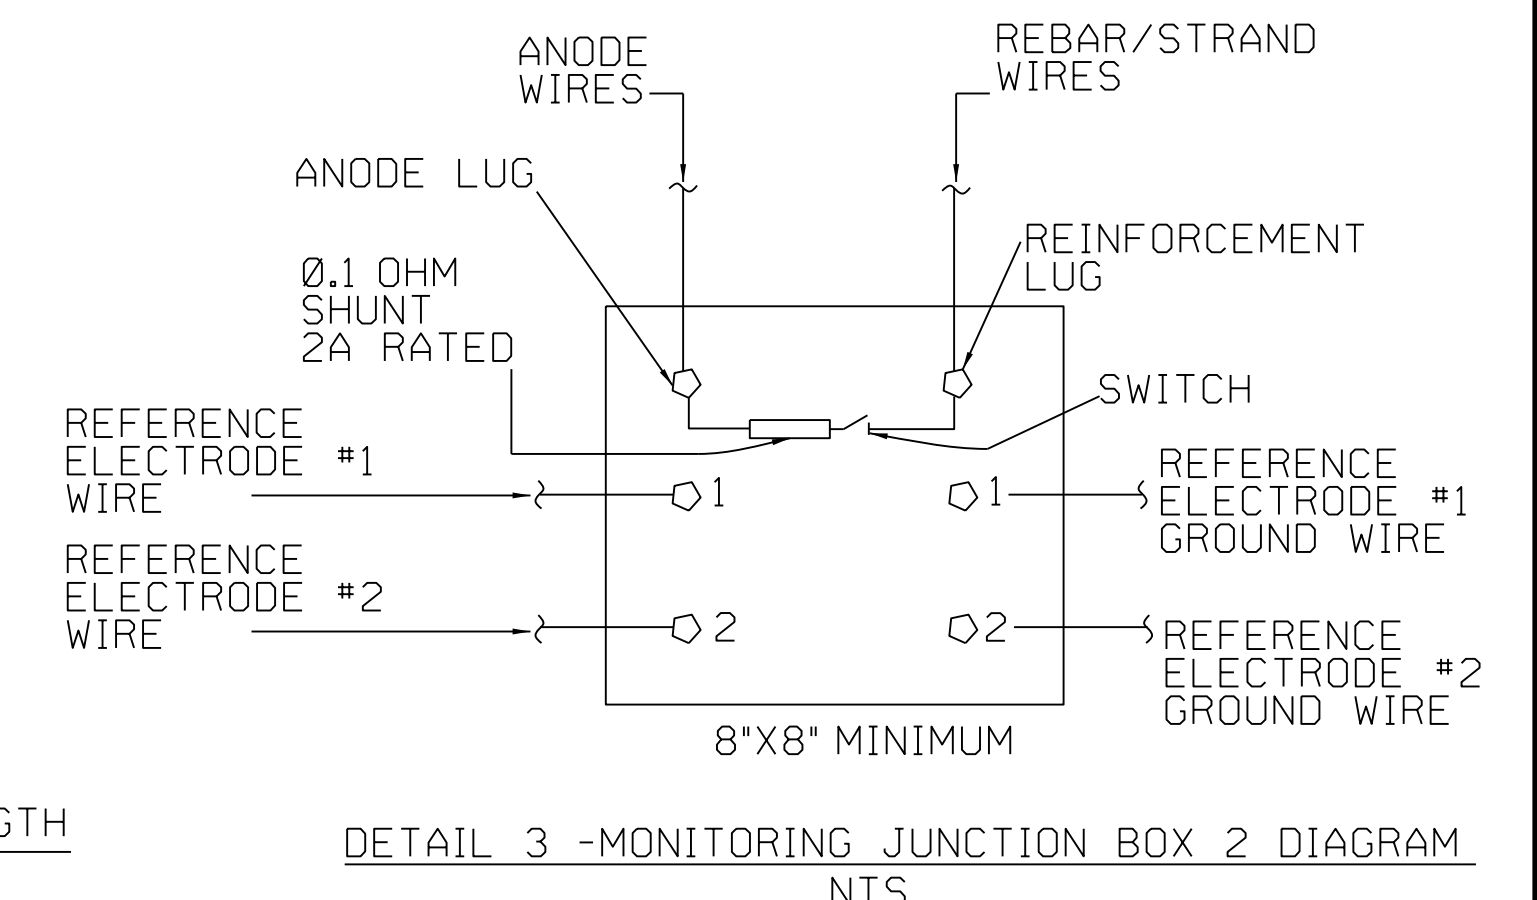 ANODE
WIRES
REBAR/STRAND
WIRES
ANODE LUG
REINFORCEMENT
LUG
0.1 OHM
SHUNT
2A RATED
SWITCH
REFERENCE
ELECTRODE #1
WIRE
1
1
REFERENCE
ELECTRODE #1
GROUND WIRE
REFERENCE
ELECTRODE #2
WIRE
2
2
REFERENCE
ELECTRODE #2
GROUND WIRE
8"X8" MINIMUM
GTH
DETAIL 3 -MONITORING JUNCTION BOX 2 DIAGRAM
NTS